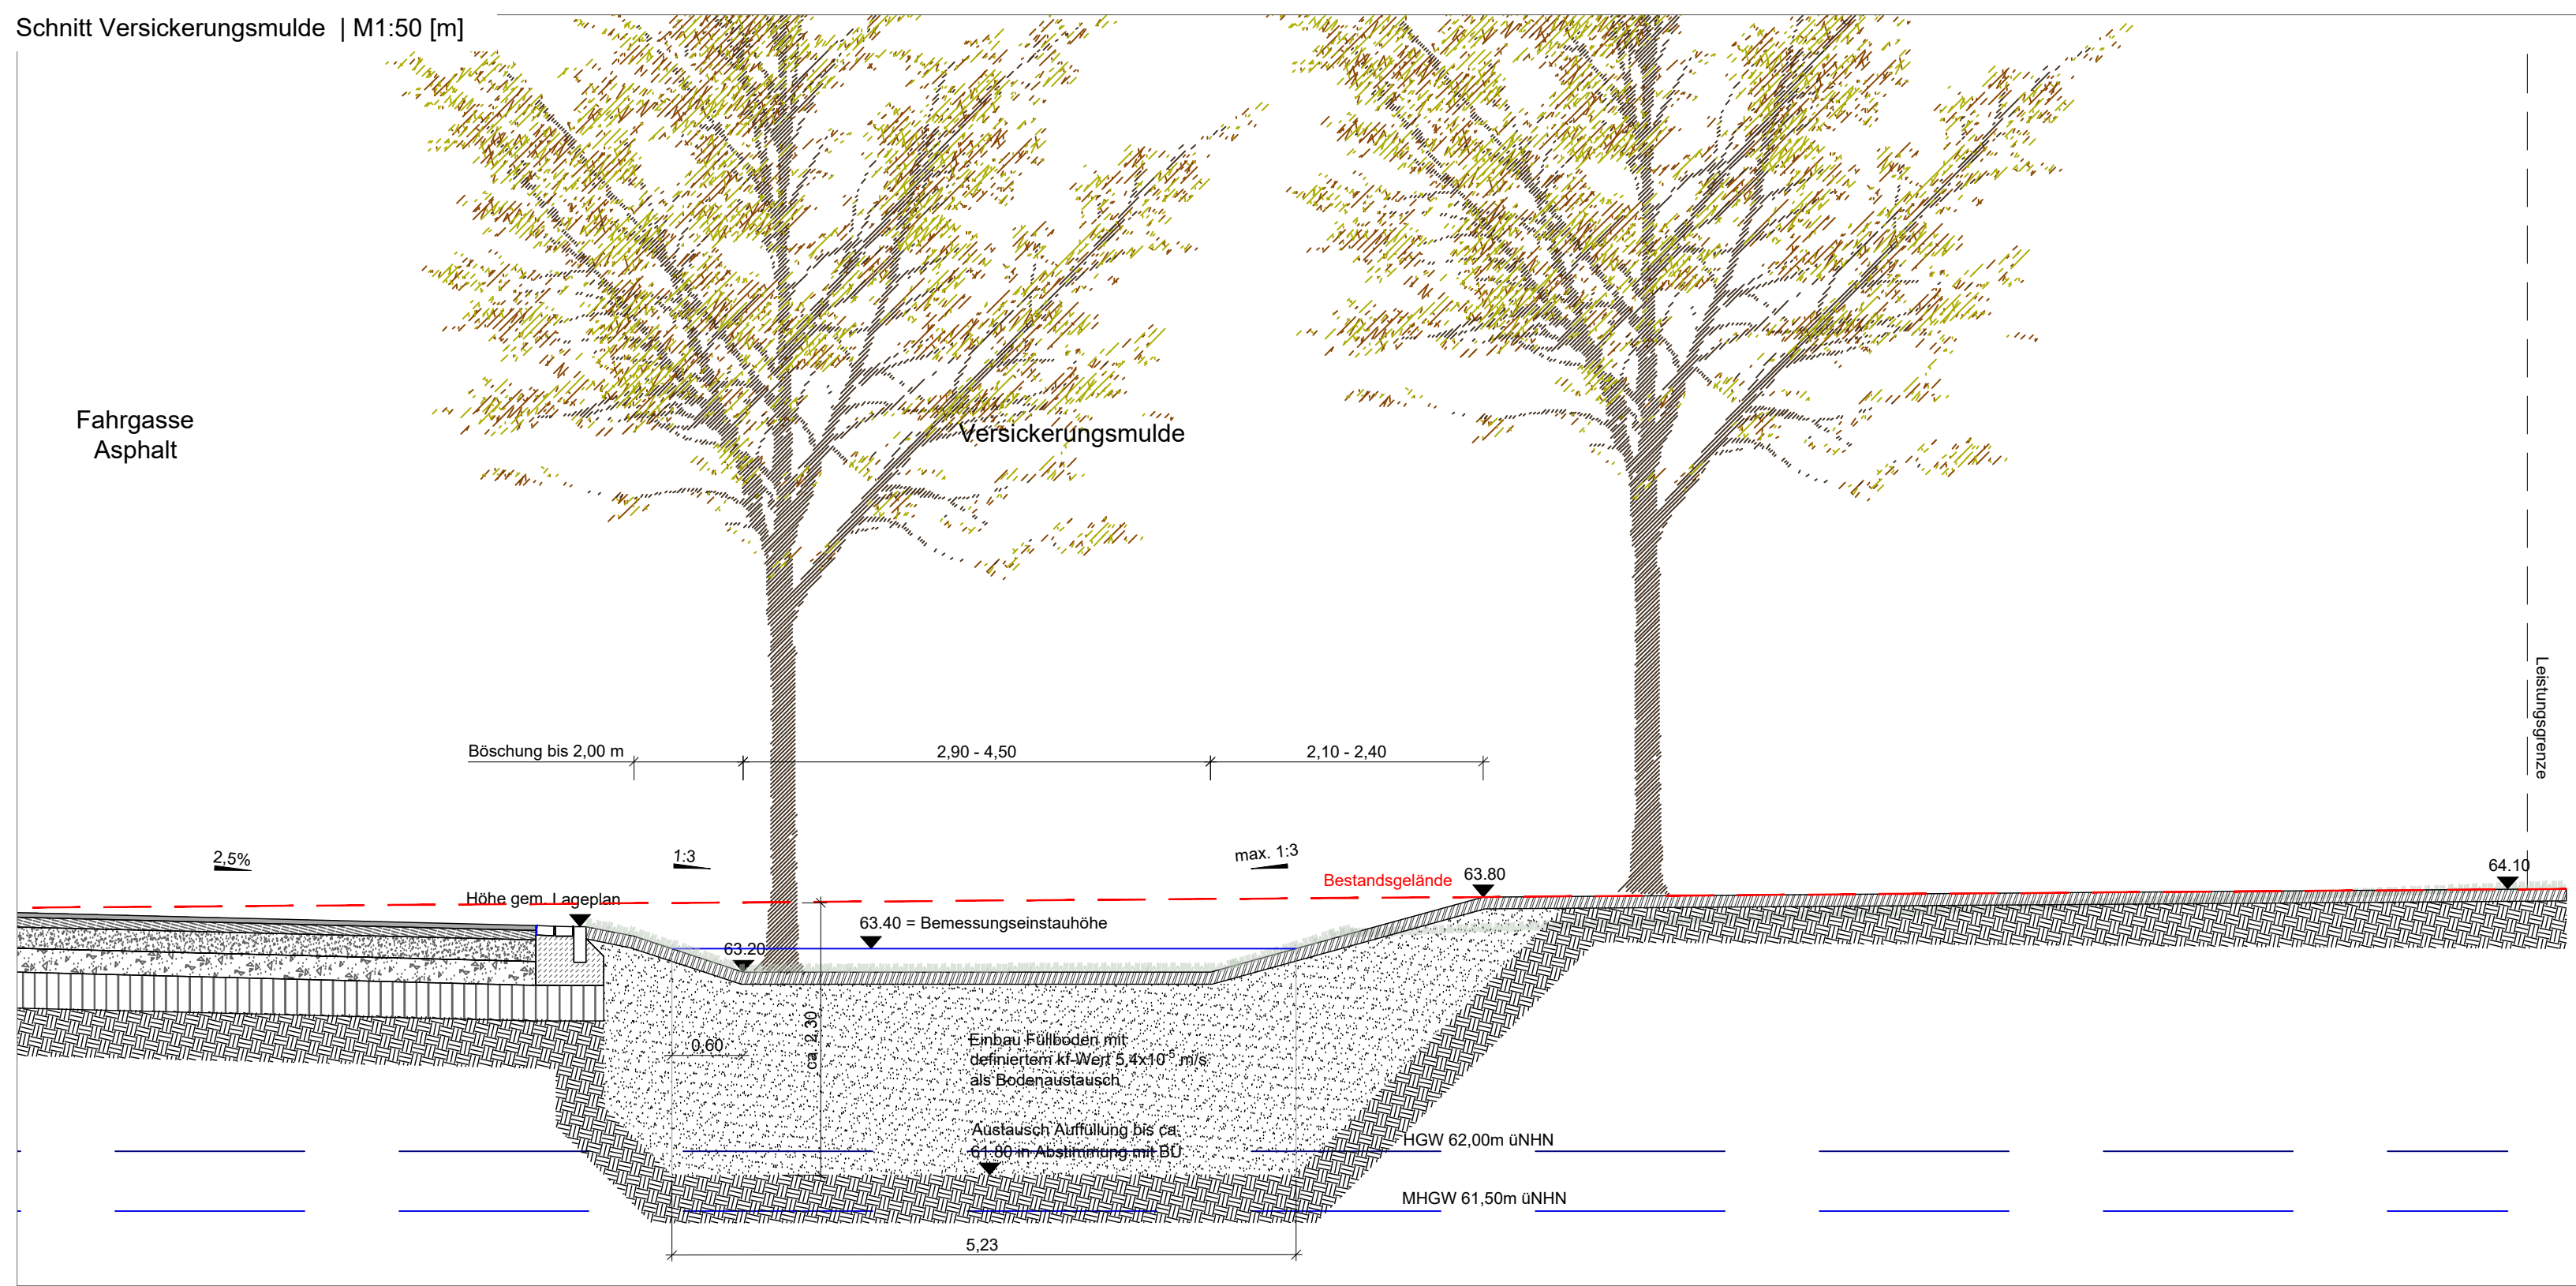 Schnitt Versickerungsmulde | M1:50 [m]
Fahrgasse
Asphalt
Versickerungsmulde
Leistungsgrenze
Böschung bis 2,00 m
2,90 - 4,50
2,10 - 2,40
2,5%
1:3
max. 1:3
Bestandsgelände
63.80
64.10
Höhe gem. Lageplan
63.40 = Bemessungseinstauhöhe
63.20
0.60
ca. 2,30
Einbau Füllboden mit
definiertem kf-Wert 5,4x10⁻⁵ m/s
als Bodenaustausch
Austausch Auffüllung bis ca.
61.80 in Abstimmung mit BÜ
HGW 62,00m üNHN
MHGW 61,50m üNHN
5,23